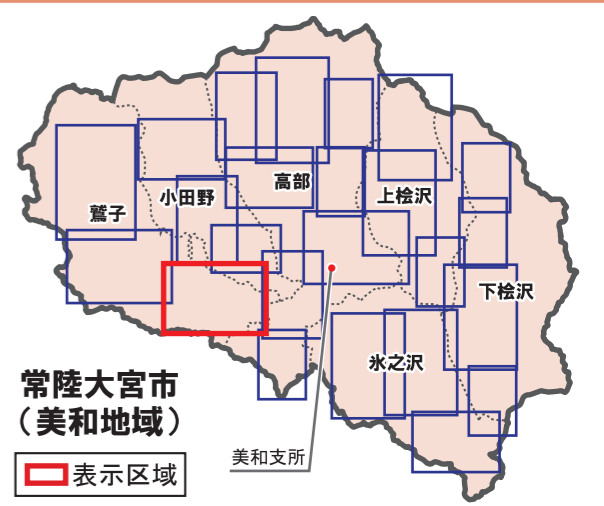 高部
小田野
上桧沢
鷲子
下桧沢
氷之沢
常陸大宮市
（美和地域）
美和支所
表示区域